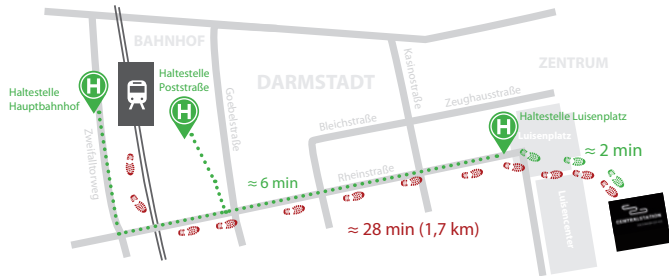 BAHNHOF
Haltestelle
Hauptbahnhof
Haltestelle
Poststraße
DARMSTADT
ZENTRUM
Kasinostraße
Goebelstraße
Zweifalltorweg
Bleichstraße
Zeughausstraße
Haltestelle Luisenplatz
Luisenplatz
≈ 2 min
≈ 6 min
Rheinstraße
Luisencenter
CENTRALSTATION
≈ 28 min (1,7 km)
H
H
H